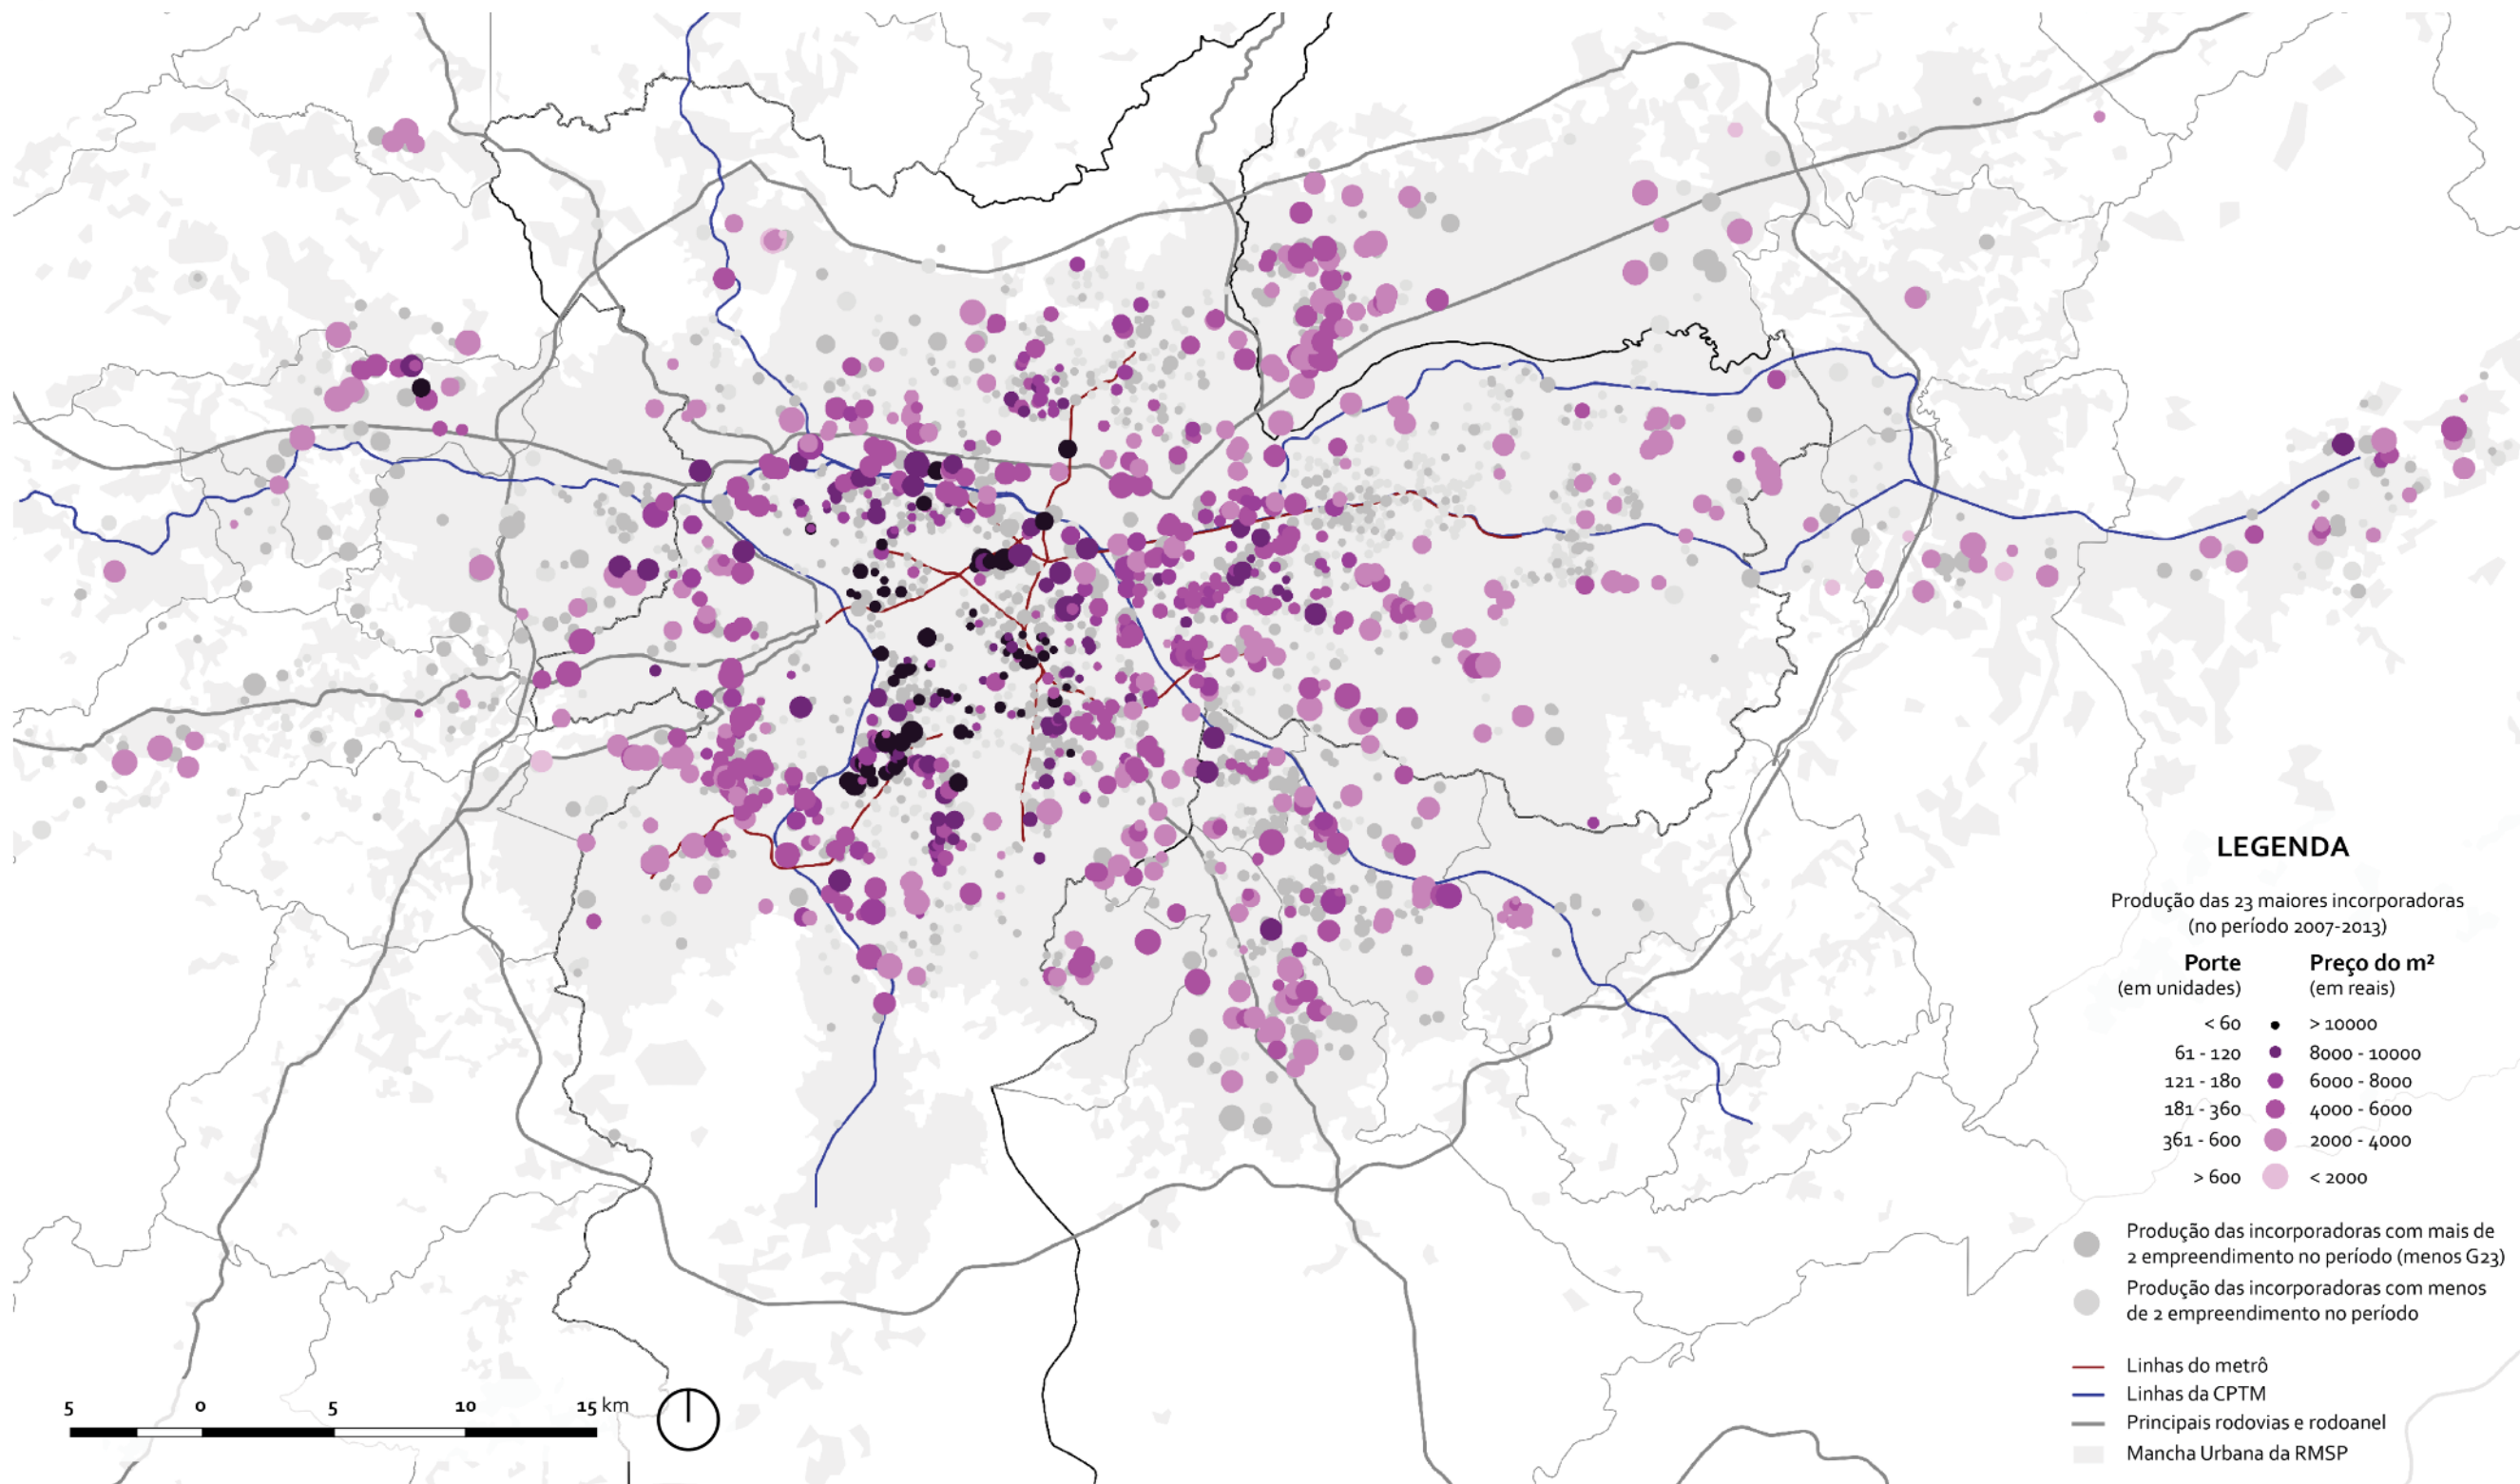 LEGENDA
Produção das 23 maiores incorporadoras
(no período 2007-2013)
Porte
(em unidades)
Preço do m²
(em reais)
< 60 > 10000
61 - 120 8000 - 10000
121 - 180 6000 - 8000
181 - 360 4000 - 6000
361 - 600 2000 - 4000
> 600 < 2000
Produção das incorporadoras com mais de
2 empreendimento no período (menos G23)
Produção das incorporadoras com menos
de 2 empreendimento no período
Linhas do metrô
Linhas da CPTM
Principais rodovias e rodoanel
Mancha Urbana da RMSP
5 0 5 10 15 km